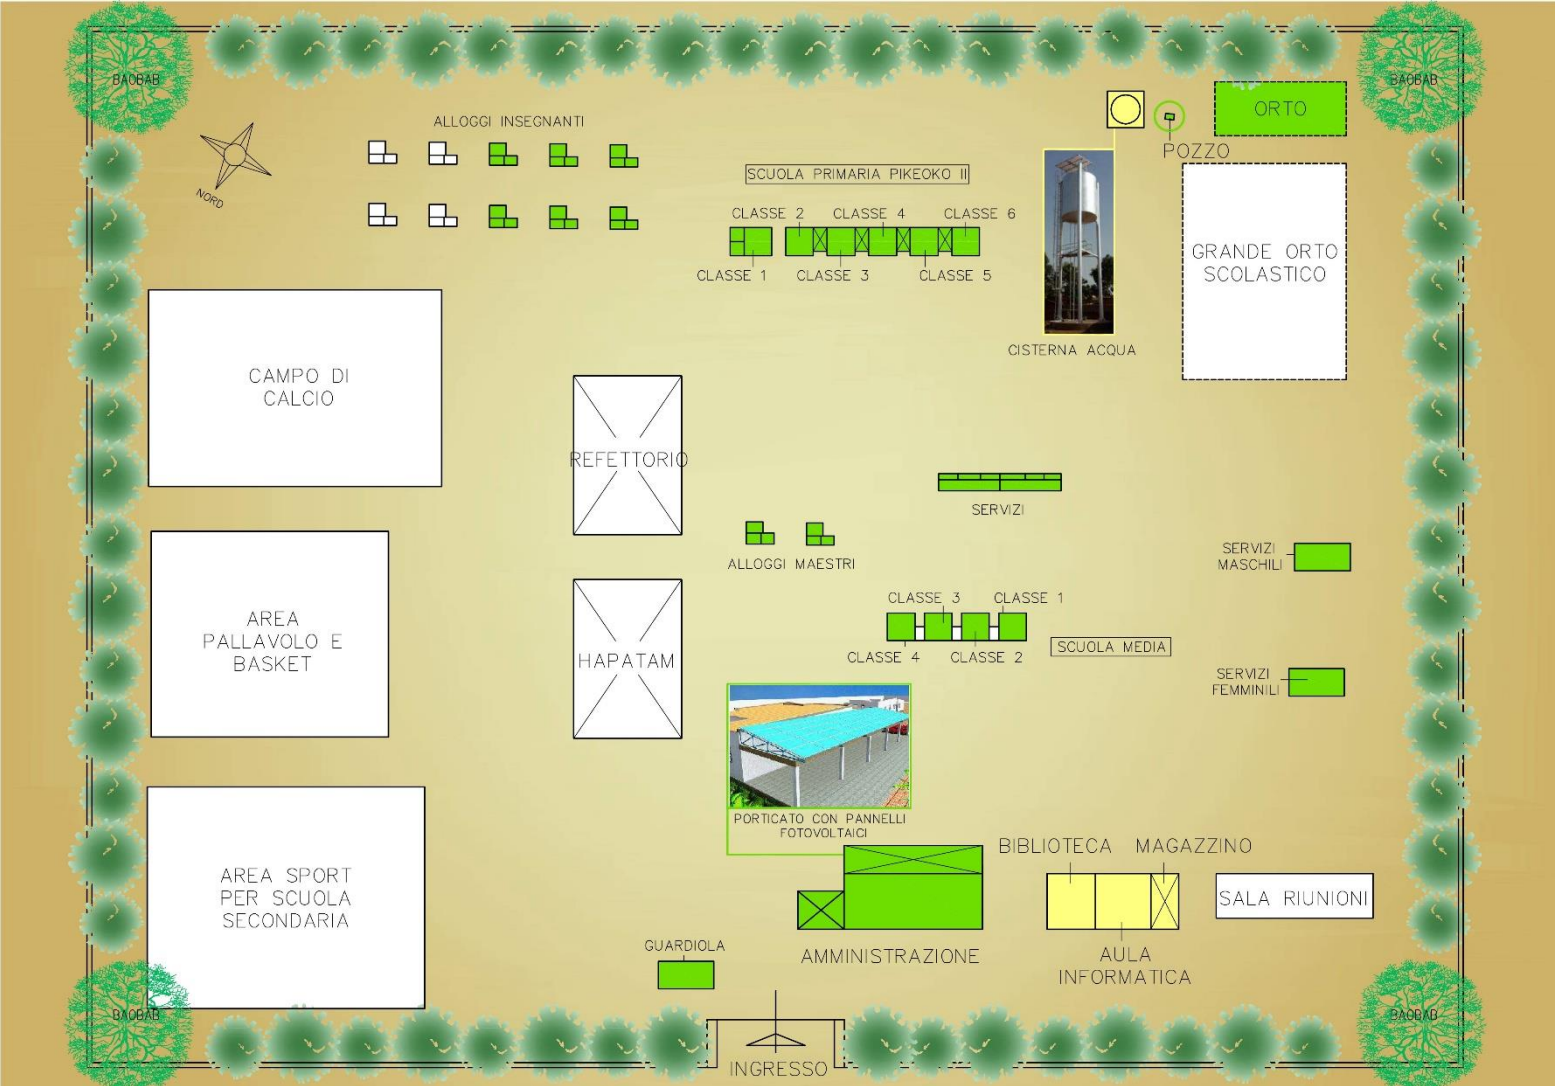 BAOBAB
BAOBAB
ORTO
ALLOGGI INSEGNANTI
POZZO
SCUOLA PRIMARIA PIKEOKO II
NORD
CLASSE 2
CLASSE 4
CLASSE 6
GRANDE ORTO
SCOLASTICO
CLASSE 1
CLASSE 3
CLASSE 5
CISTERNA ACQUA
CAMPO DI
CALCIO
REFETTORIO
SERVIZI
SERVIZI
MASCHILI
ALLOGGI MAESTRI
CLASSE 3
CLASSE 1
AREA
PALLAVOLO E
BASKET
HAPATAM
CLASSE 4
CLASSE 2
SCUOLA MEDIA
SERVIZI
FEMMINILI
PORTICATO CON PANNELLI
FOTOVOLTAICI
BIBLIOTECA
MAGAZZINO
AREA SPORT
PER SCUOLA
SECONDARIA
SALA RIUNIONI
GUARDIOLA
AMMINISTRAZIONE
AULA
INFORMATICA
BAOBAB
BAOBAB
INGRESSO